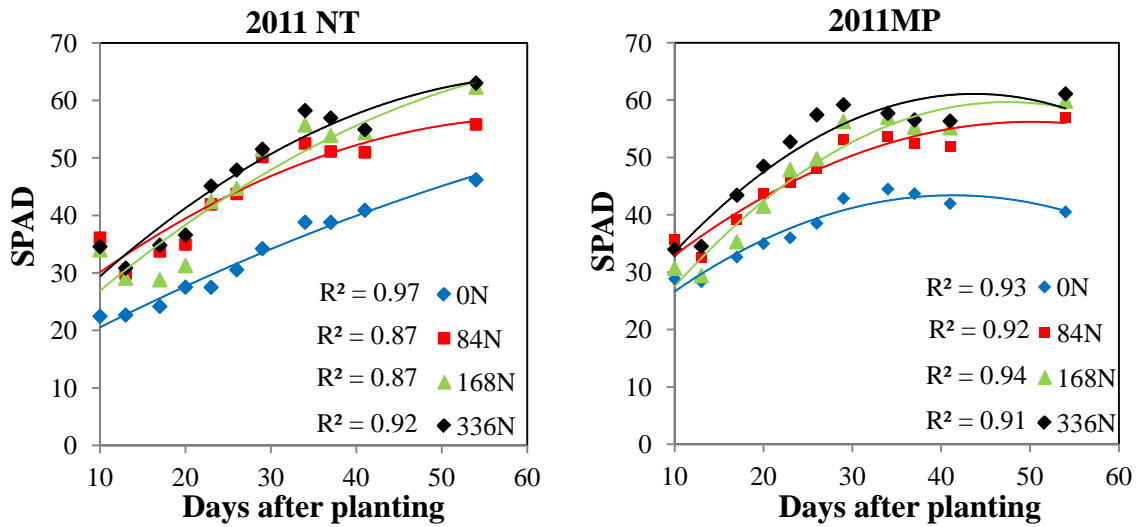 2011 NT
70
60
50
40
30
20
10
0
SPAD
R² = 0.97 0N
R² = 0.87 84N
R² = 0.87 168N
R² = 0.92 336N
10 20 30 40 50 60
Days after planting
2011MP
70
60
50
40
30
20
10
0
SPAD
R² = 0.93 0N
R² = 0.92 84N
R² = 0.94 168N
R² = 0.91 336N
10 20 30 40 50 60
Days after planting